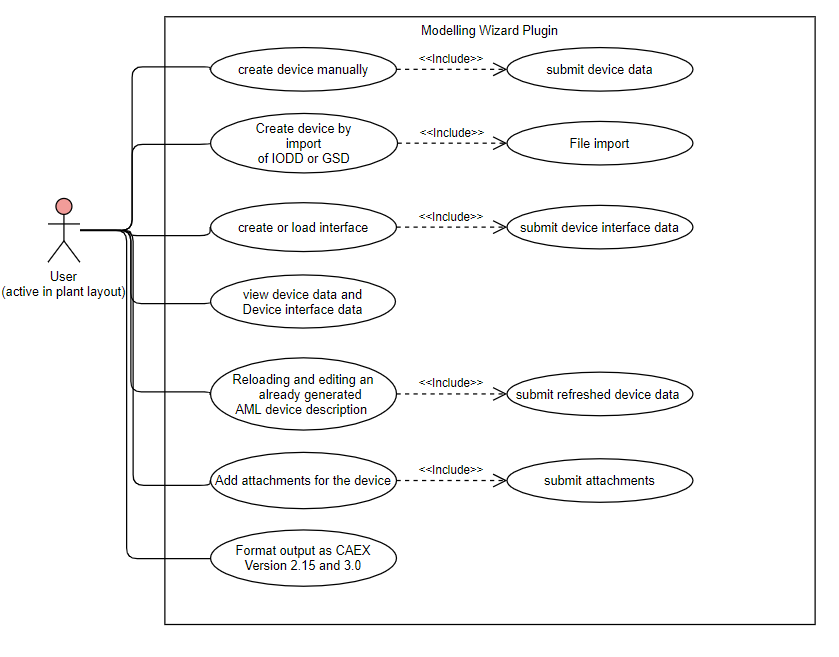 Modelling Wizard Plugin
create device manually
<<Include>>
submit device data
Create device by
import
of IODD or GSD
<<Include>>
File import
create or load interface
<<Include>>
submit device interface data
User
(active in plant layout)
view device data and
Device interface data
Reloading and editing an
already generated
AML device description
<<Include>>
submit refreshed device data
Add attachments for the device
<<Include>>
submit attachments
Format output as CAEX
Version 2.15 and 3.0